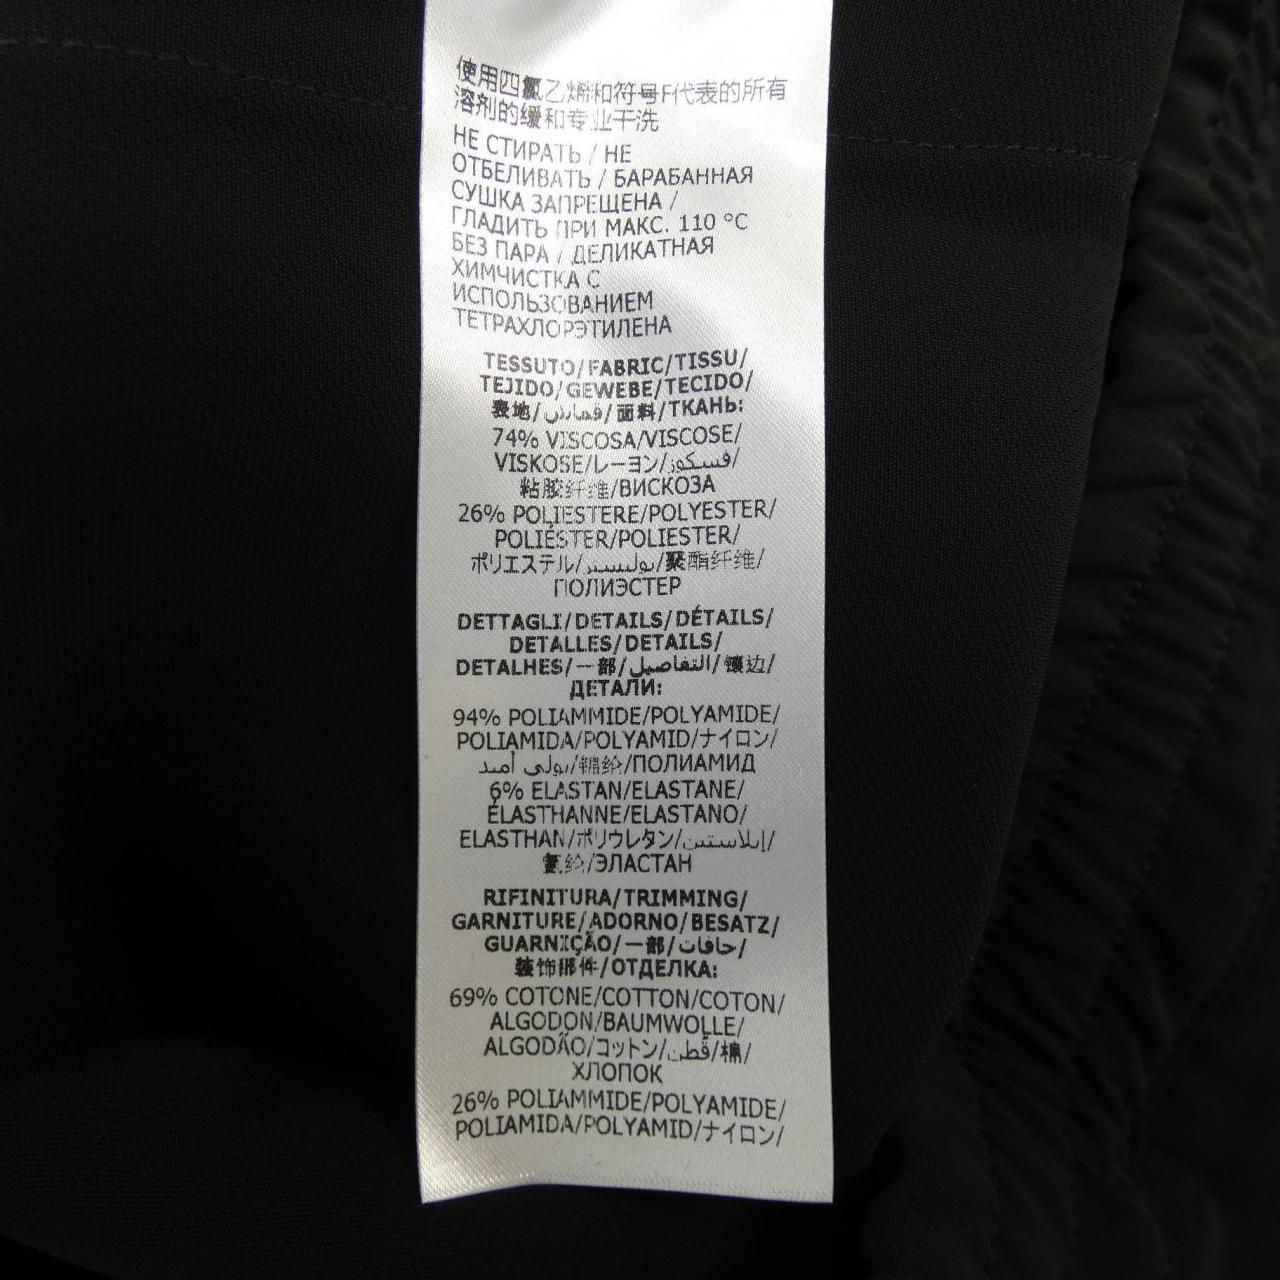 使用四氯乙烯和符号F代表的所有
溶剂的缓和专业干洗
НЕ СТИРАТЬ / НЕ
ОТБЕЛИВАТЬ / БАРАБАННАЯ
СУШКА ЗАПРЕЩЕНА /
ГЛАДИТЬ ПРИ МАКС. 110 °C
БЕЗ ПАРА / ДЕЛИКАТНАЯ
ХИМЧИСТКА С
ИСПОЛЬЗОВАНИЕМ
ТЕТРАХЛОРЭТИЛЕНА
TESSUTO/FABRIC/TISSU/
TEJIDO/GEWEBE/TECIDO/
表地/قماش/面料/ТКАНЬ:
74% VISCOSA/VISCOSE/
VISKOSE/レーヨン/فسكوز/
粘胶纤维/ВИСКОЗА
26% POLIESTERE/POLYESTER/
POLIÉSTER/POLIESTER/
ポリエステル/بوليستر/聚酯纤维/
ПОЛИЭСТЕР
DETTAGLI/DETAILS/DÉTAILS/
DETALLES/DETAILS/
DETALHES/一部/التفاصيل/镶边/
ДЕТАЛИ:
94% POLIAMMIDE/POLYAMIDE/
POLIAMIDA/POLYAMID/ナイロン/
بولي أميد/锦纶/ПОЛИАМИД
6% ELASTAN/ELASTANE/
ÉLASTHANNE/ELASTANO/
ELASTHAN/ポリウレタン/إيلاستين/
氨纶/ЭЛАСТАН
RIFINITURA/TRIMMING/
GARNITURE/ADORNO/BESATZ/
GUARNIÇÃO/一部/حافات/
装饰部件/ОТДЕЛКА:
69% COTONE/COTTON/COTON/
ALGODON/BAUMWOLLE/
ALGODÃO/コットン/قطن/棉/
ХЛОПОК
26% POLIAMMIDE/POLYAMIDE/
POLIAMIDA/POLYAMID/ナイロン/